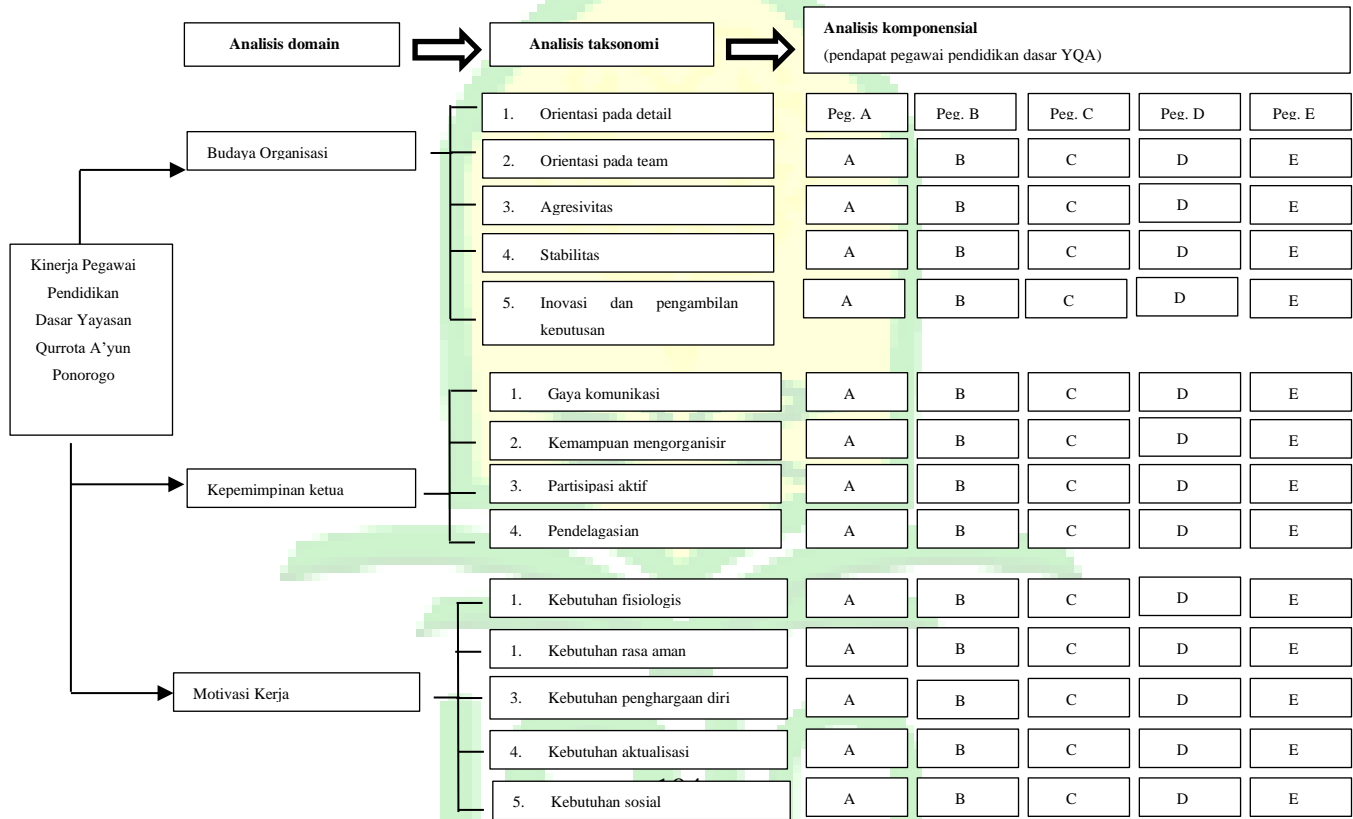 Analisis domain
Analisis taksonomi
Analisis komponensial
(pendapat pegawai pendidikan dasar YQA)
1. Orientasi pada detail
Peg. A
Peg. B
Peg. C
Peg. D
Peg. E
Budaya Organisasi
2. Orientasi pada team
A
B
C
D
E
3. Agresivitas
A
B
C
D
E
4. Stabilitas
A
B
C
D
E
Kinerja Pegawai
Pendidikan
Dasar Yayasan
Qurrota A’yun
Ponorogo
5. Inovasi dan pengambilan
keputusan
A
B
C
D
E
1. Gaya komunikasi
A
B
C
D
E
2. Kemampuan mengorganisir
A
B
C
D
E
Kepemimpinan ketua
3. Partisipasi aktif
A
B
C
D
E
4. Pendelagasian
A
B
C
D
E
1. Kebutuhan fisiologis
A
B
C
D
E
1. Kebutuhan rasa aman
A
B
C
D
E
Motivasi Kerja
3. Kebutuhan penghargaan diri
A
B
C
D
E
4. Kebutuhan aktualisasi
A
B
C
D
E
5. Kebutuhan sosial
A
B
C
D
E